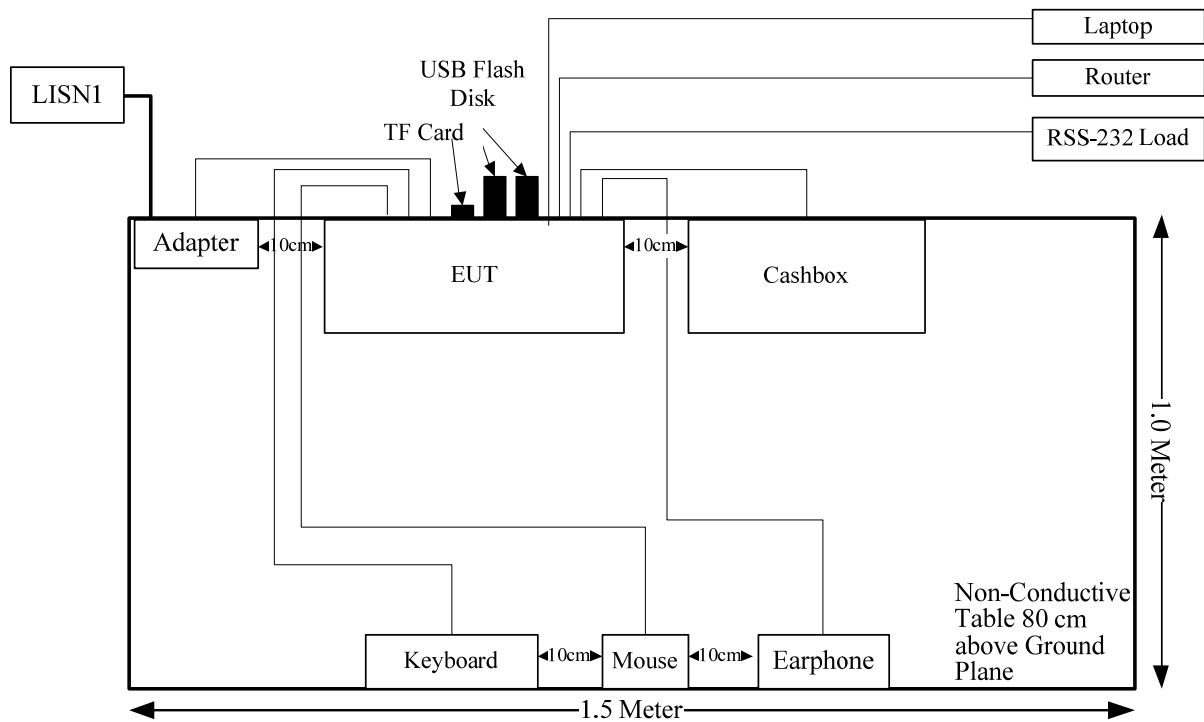 Laptop
USB Flash
Disk
Router
LISN1
TF Card
RSS-232 Load
Adapter
10cm
EUT
10cm
Cashbox
1.0 Meter
Non-Conductive
Table 80 cm
above Ground
Plane
Keyboard
10cm
Mouse
10cm
Earphone
1.5 Meter